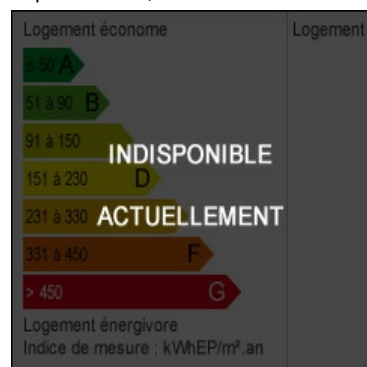 Logement économe
Logement
≤ 50 A
51 à 90 B
91 à 150
INDISPONIBLE
151 à 230 D
231 à 330
ACTUELLEMENT
331 à 450 F
> 450 G
Logement énergivore
Indice de mesure : kWhEP/m².an